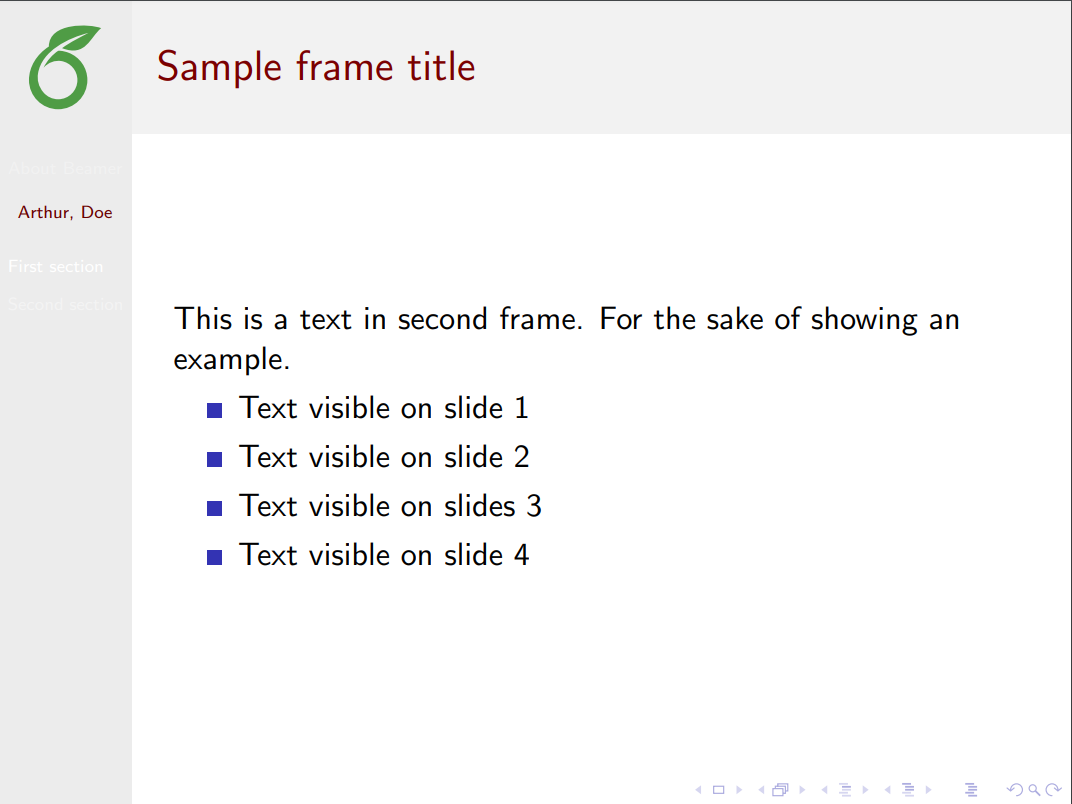 Sample frame title
About Beamer
Arthur, Doe
First section
Second section
This is a text in second frame. For the sake of showing an
example.
Text visible on slide 1
Text visible on slide 2
Text visible on slides 3
Text visible on slide 4